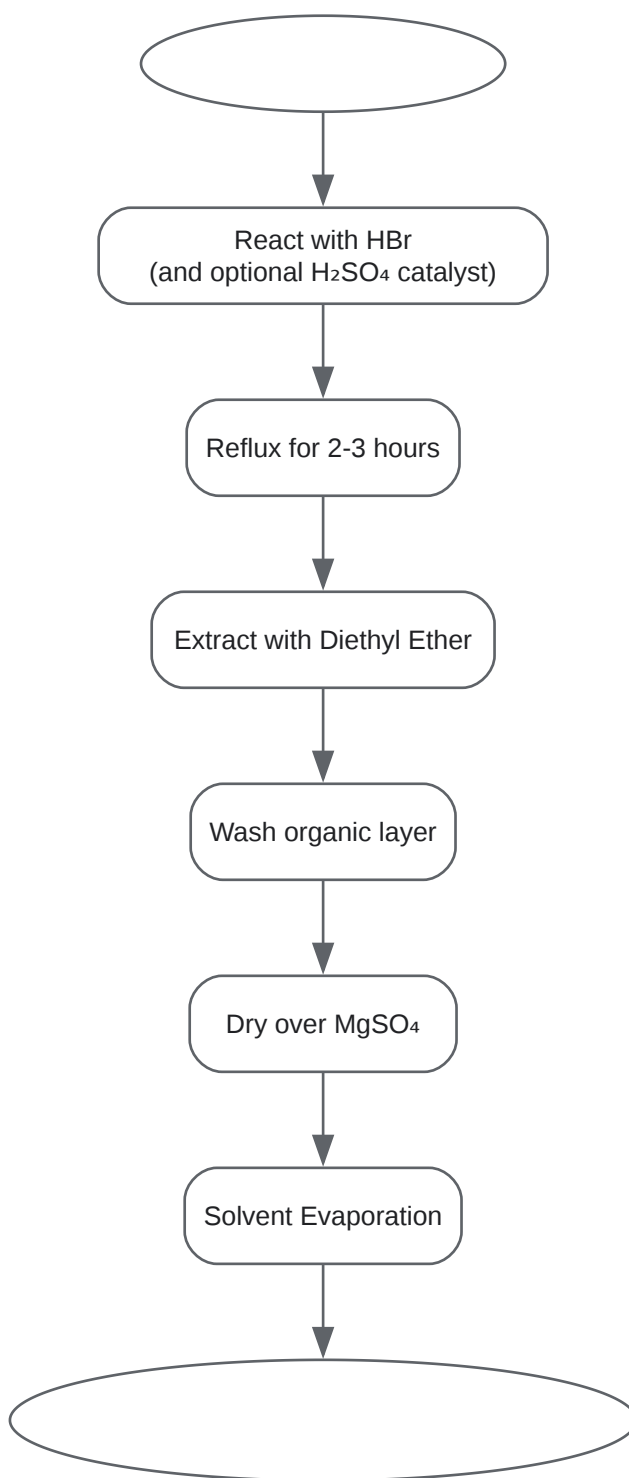 React with HBr
(and optional H₂SO₄ catalyst)
Reflux for 2-3 hours
Extract with Diethyl Ether
Wash organic layer
Dry over MgSO₄
Solvent Evaporation